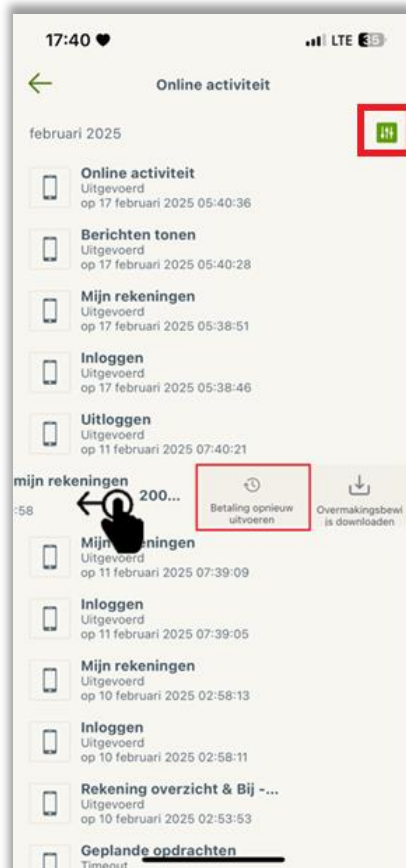 17:40
LTE 35
Online activiteit
februari 2025
Online activiteit
Uitgevoerd
op 17 februari 2025 05:40:36
Berichten tonen
Uitgevoerd
op 17 februari 2025 05:40:28
Mijn rekeningen
Uitgevoerd
op 17 februari 2025 05:38:51
Inloggen
Uitgevoerd
op 17 februari 2025 05:38:46
Uitloggen
Uitgevoerd
op 11 februari 2025 07:40:21
mijn rekeningen
:58
200...
Betaling opnieuw
uitvoeren
Overmakingsbewi
is downloaden
Uitgevoerd
op 11 februari 2025 07:39:09
Inloggen
Uitgevoerd
op 11 februari 2025 07:39:05
Mijn rekeningen
Uitgevoerd
op 10 februari 2025 02:58:13
Inloggen
Uitgevoerd
op 10 februari 2025 02:58:11
Rekening overzicht & Bij -...
Uitgevoerd
op 10 februari 2025 02:53:53
Geplande opdrachten
Timeout